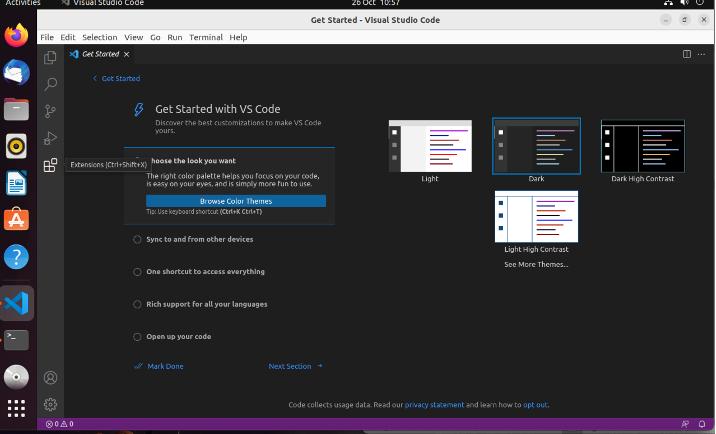 Activities
Visual Studio Code
26 Oct 10:57
Get Started - Visual Studio Code
File Edit Selection View Go Run Terminal Help
Get Started
Get Started
Get Started with VS Code
Discover the best customizations to make VS Code
yours.
Extensions (Ctrl+Shift+X)
hoose the look you want
The right color palette helps you focus on your code,
is easy on your eyes, and is simply more fun to use.
Browse Color Themes
Tip: Use keyboard shortcut (Ctrl+K Ctrl+T)
Sync to and from other devices
One shortcut to access everything
Rich support for all your languages
Open up your code
Mark Done
Next Section
Light
Dark
Dark High Contrast
Light High Contrast
See More Themes...
Code collects usage data. Read our privacy statement and learn how to opt out.
0 0